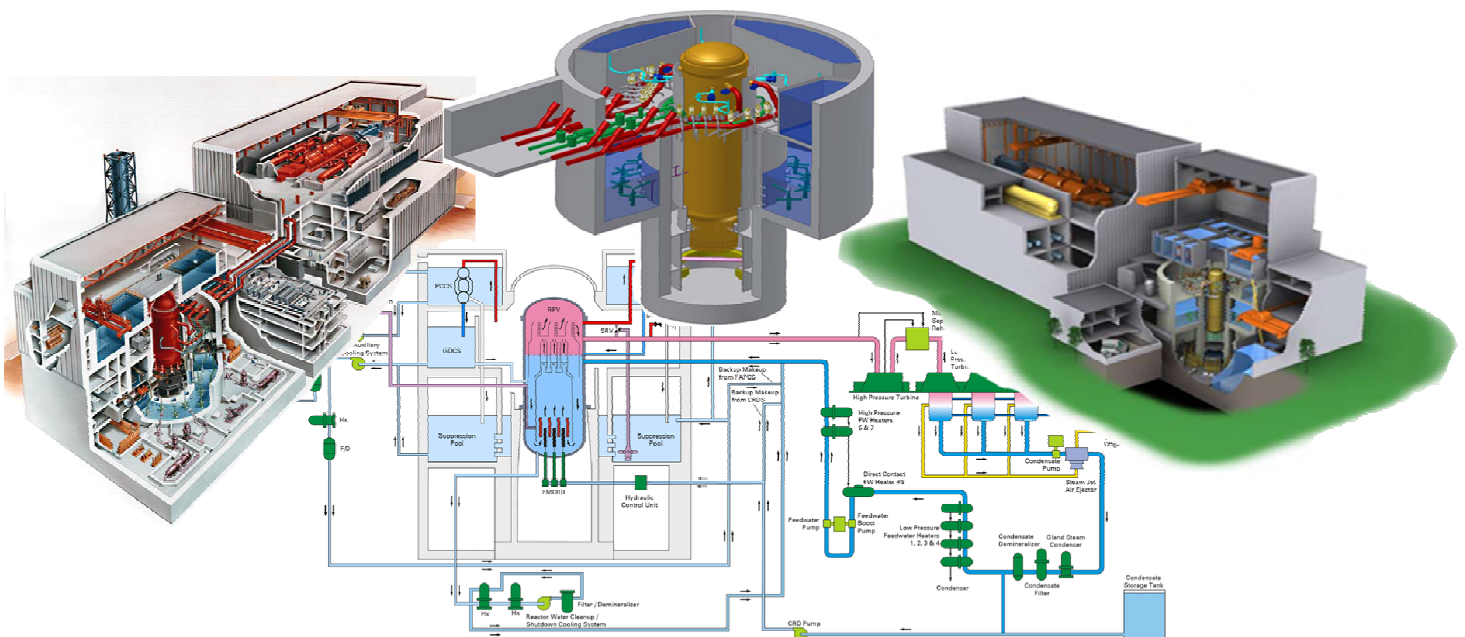 PCCS
RPV
SRV
GDCS
Auxiliary
Cooling System
Hx
F/D
Suppression
Pool
Suppression
Pool
FMCRD
Hydraulic
Control Unit
Backup Makeup
from FAPCS
Backup Makeup
from CRDS
High Pressure Turbine
High Pressure
FW Heaters
6 & 7
Direct Contact
FW Heater #5
Feedwater
Pump
Feedwater
Boost
Pump
Low Pressure
Feedwater Heaters
1, 2, 3 & 4
Condenser
Condensate
Pump
Steam Jet
Air Ejector
Condensate
Demineralizer
Gland Steam
Condenser
Condensate
Filter
Condensate
Storage Tank
Hx
Hx
Filter / Demineralizer
Reactor Water Cleanup /
Shutdown Cooling System
CRD Pump